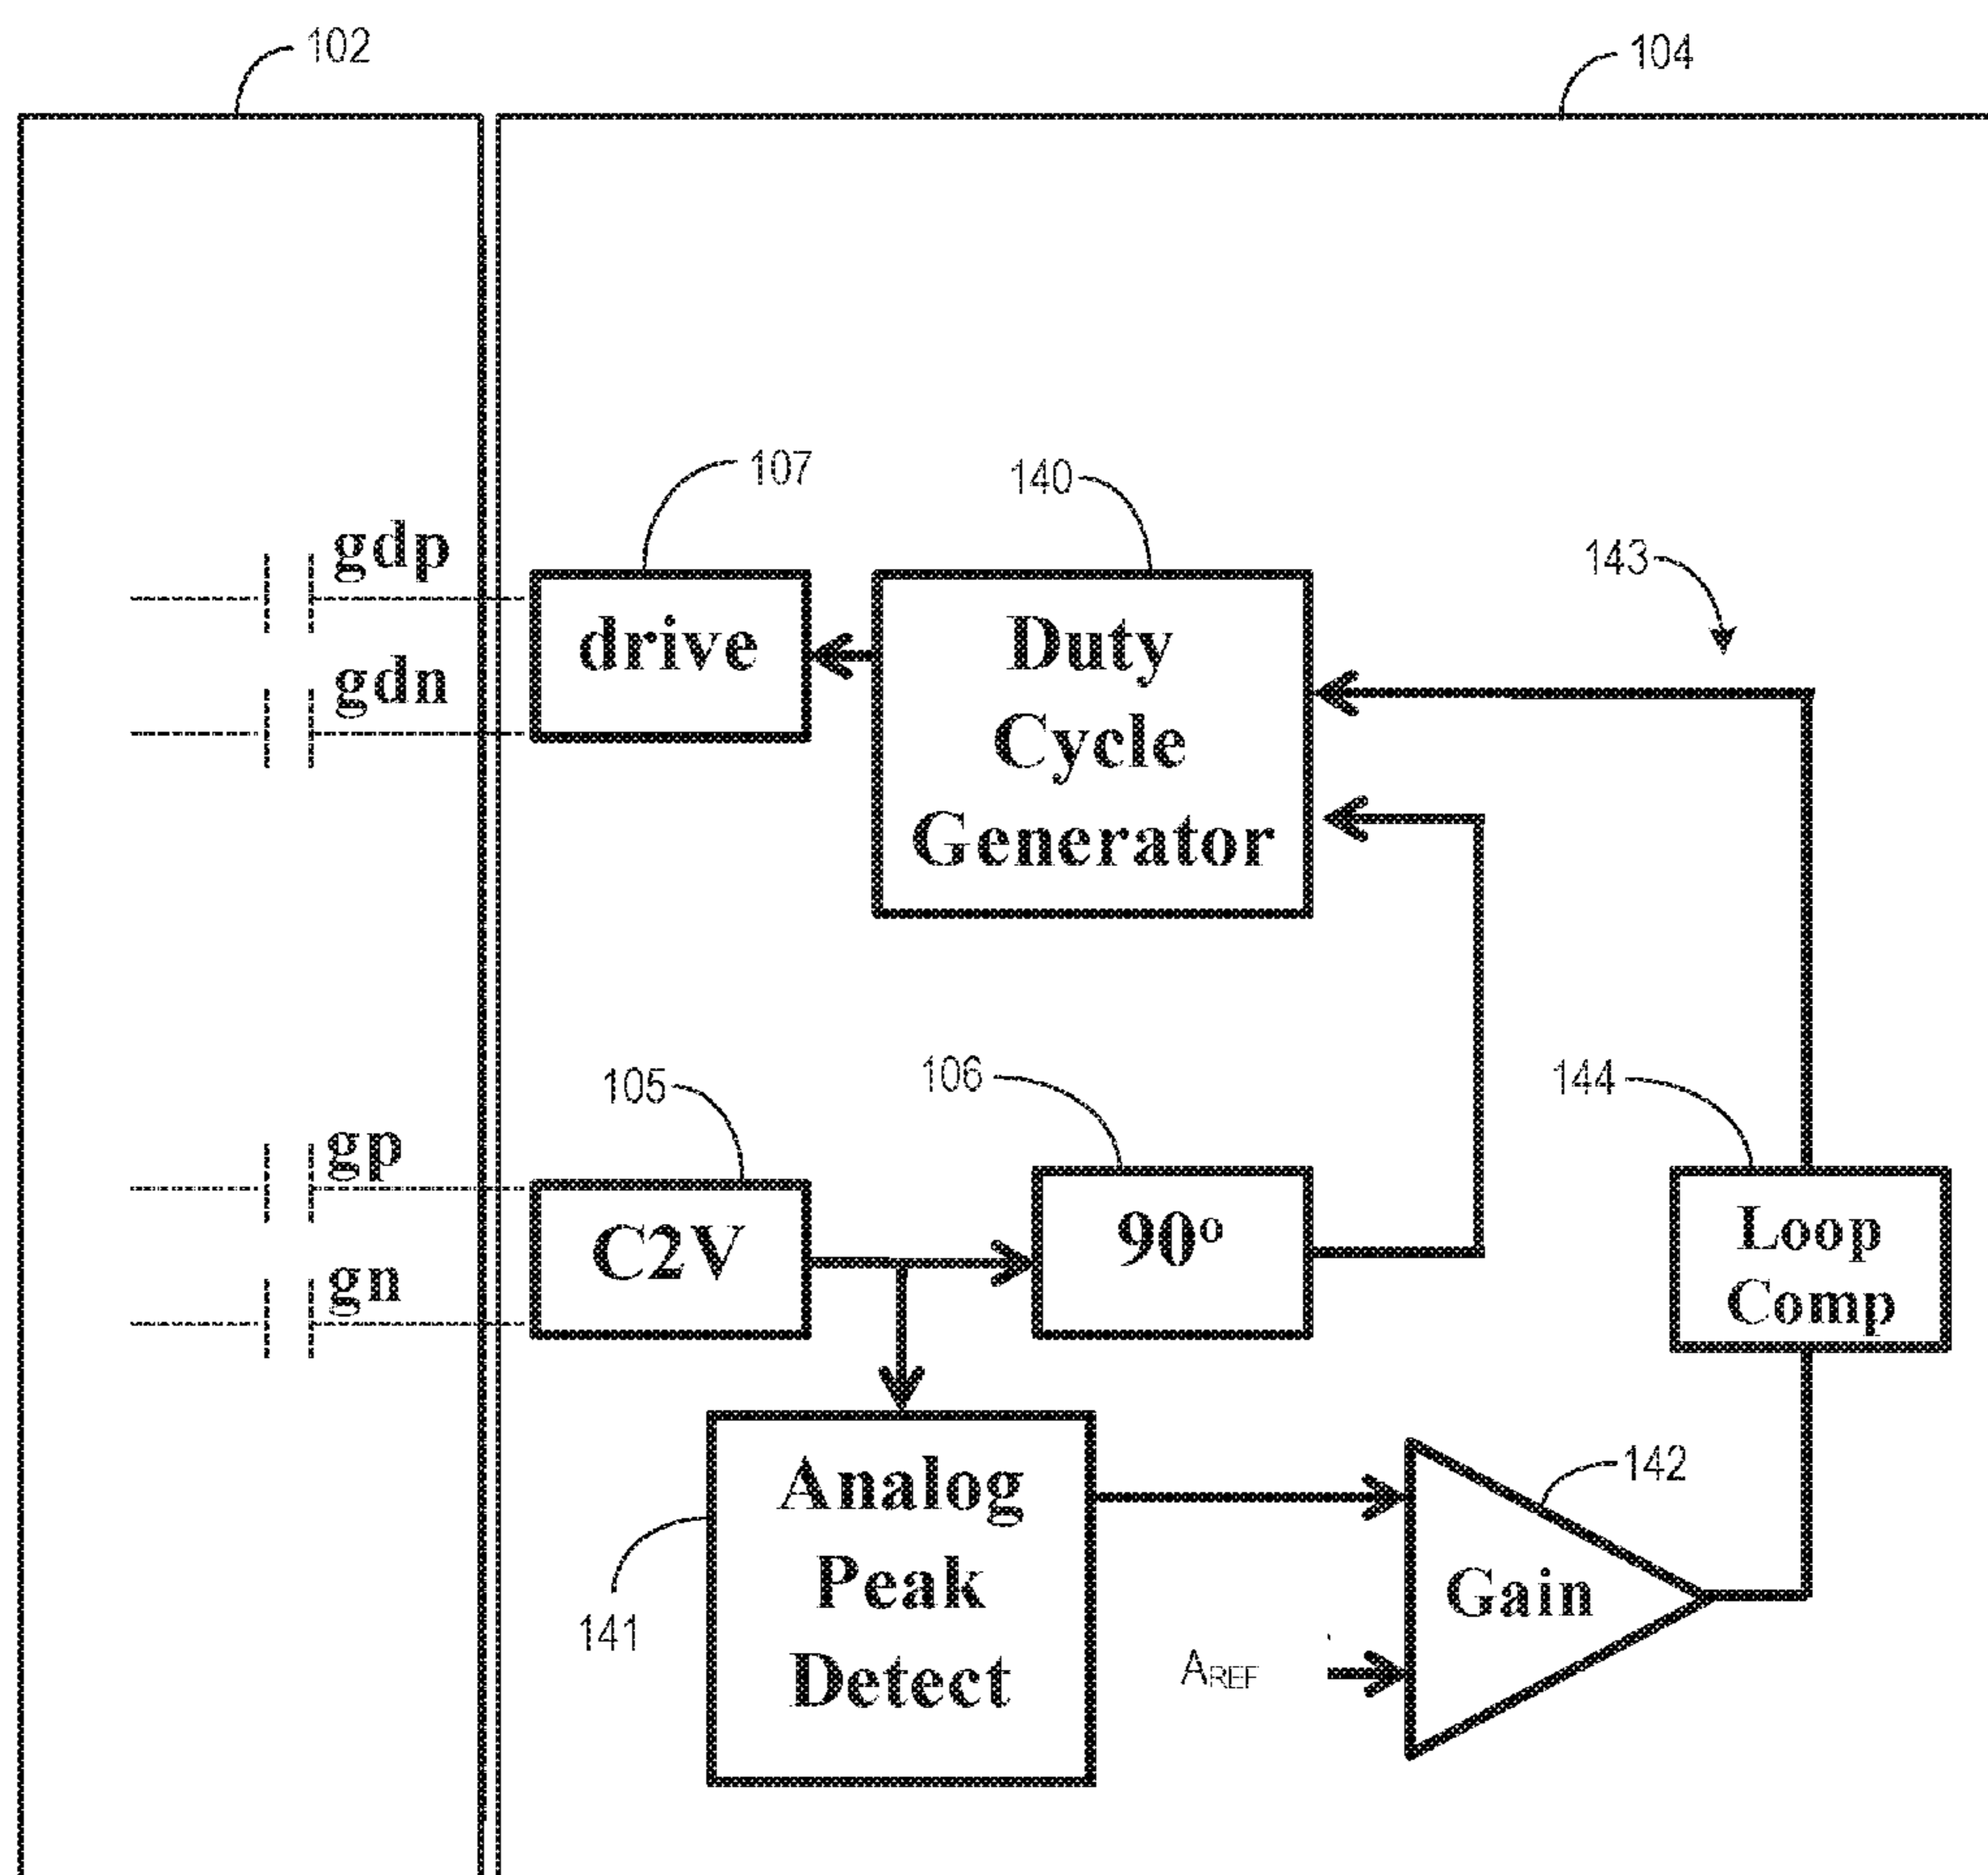 102
104
107
140
143
gdp
gdn
drive
Duty
Cycle
Generator
105
106
144
gp
gn
C2V
90°
Loop
Comp
141
Analog
Peak
Detect
142
Gain
AREF